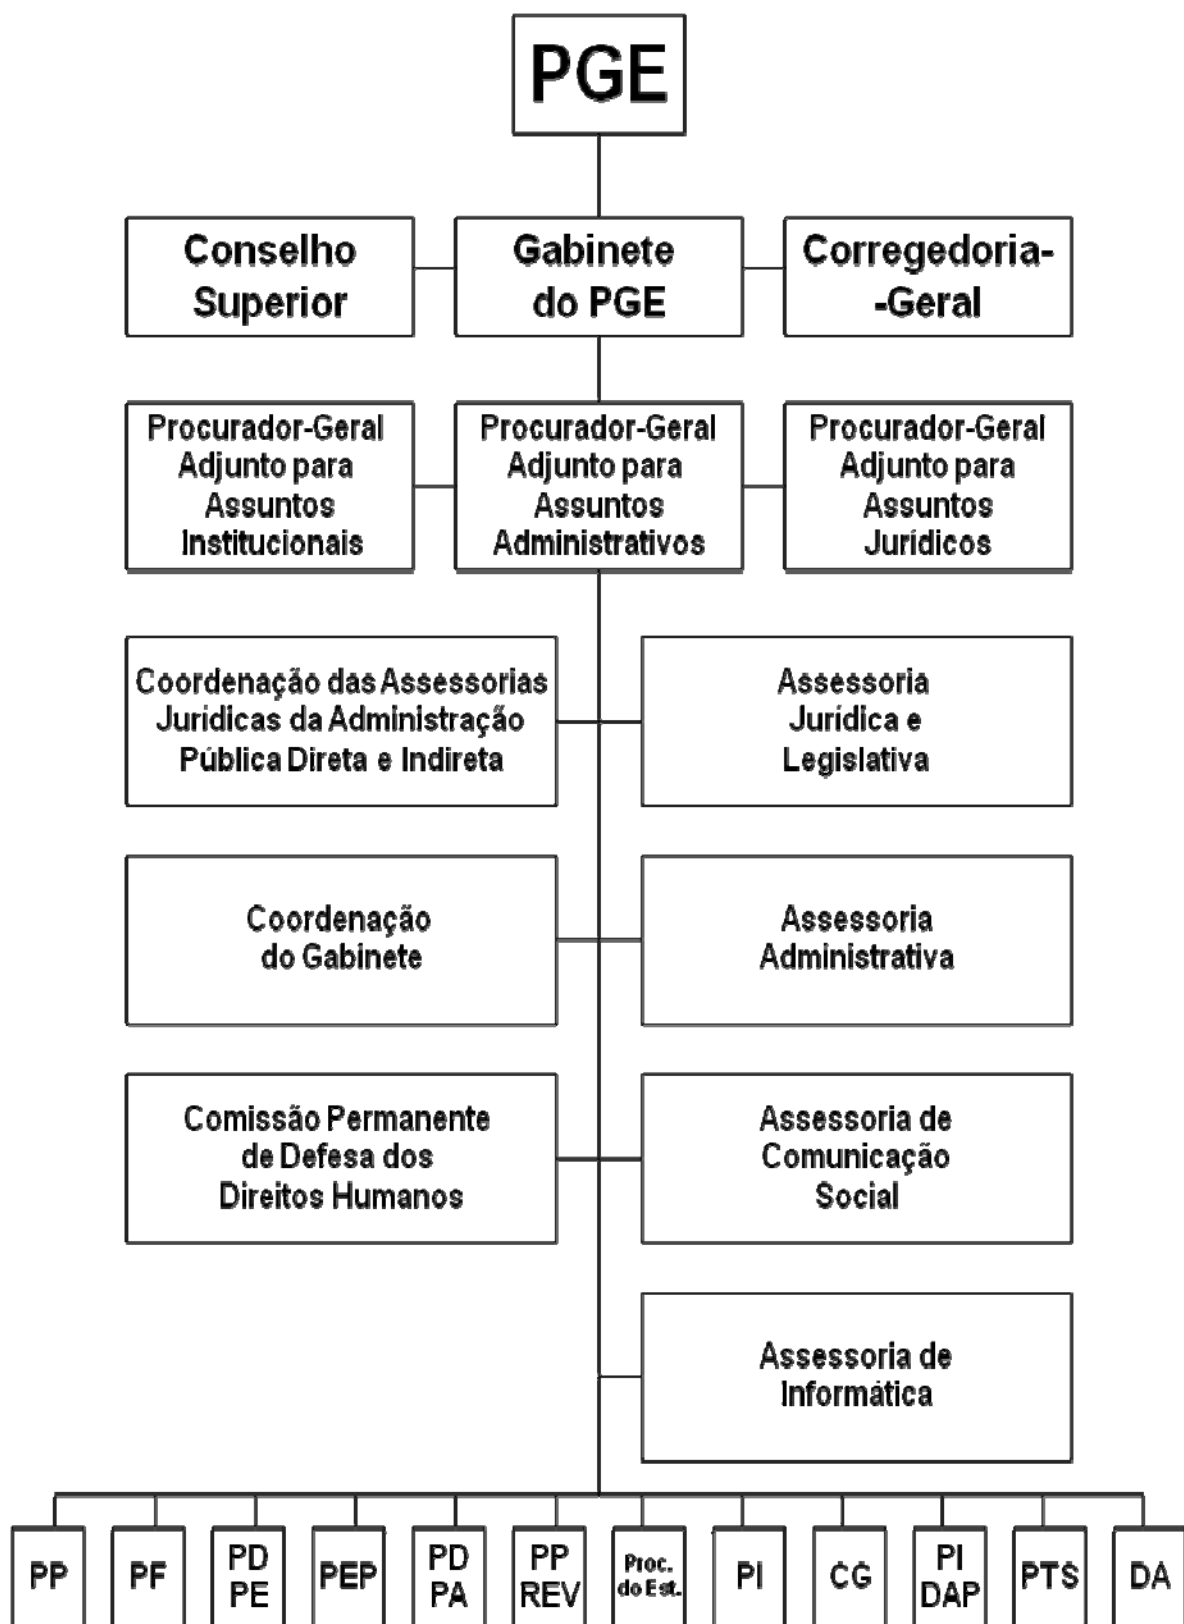 PGE
Conselho
Superior
Gabinete
do PGE
Corregedoria-
-Geral
Procurador-Geral
Adjunto para
Assuntos
Institucionais
Procurador-Geral
Adjunto para
Assuntos
Administrativos
Procurador-Geral
Adjunto para
Assuntos
Jurídicos
Coordenação das Assessorias
Jurídicas da Administração
Pública Direta e Indireta
Assessoria
Jurídica e
Legislativa
Coordenação
do Gabinete
Assessoria
Administrativa
Comissão Permanente
de Defesa dos
Direitos Humanos
Assessoria de
Comunicação
Social
Assessoria de
Informática
PP
PF
PD
PE
PEP
PD
PA
PP
REV
Proc.
do Est.
PI
CG
PI
DAP
PTS
DA